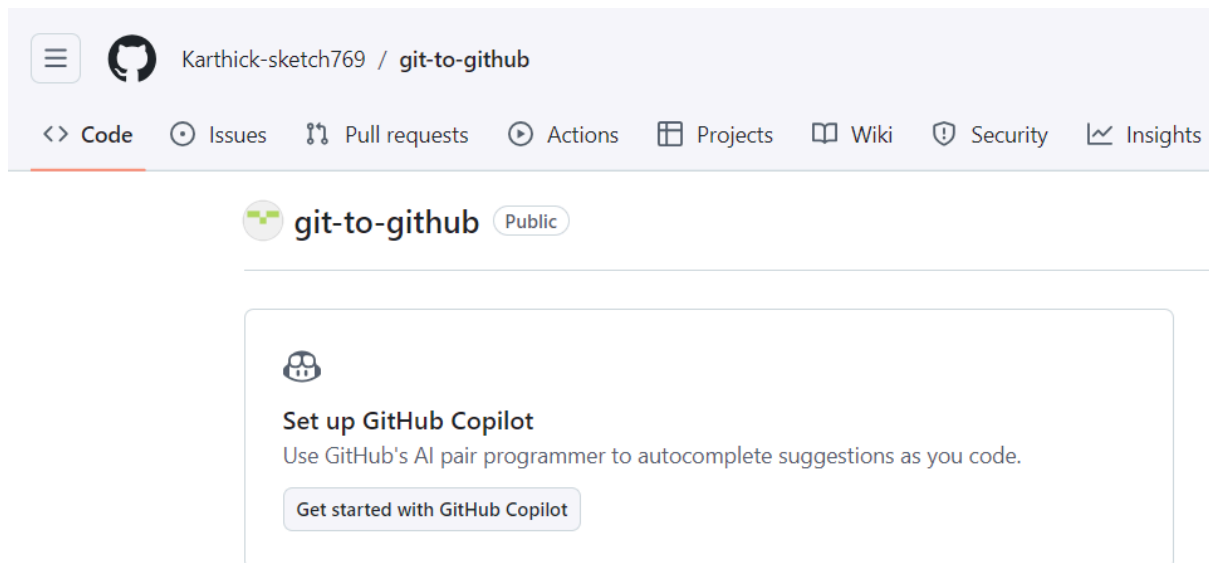 Karthick-sketch769 / git-to-github
Code Issues Pull requests Actions Projects Wiki Security Insights
git-to-github Public
Set up GitHub Copilot
Use GitHub's AI pair programmer to autocomplete suggestions as you code.
Get started with GitHub Copilot